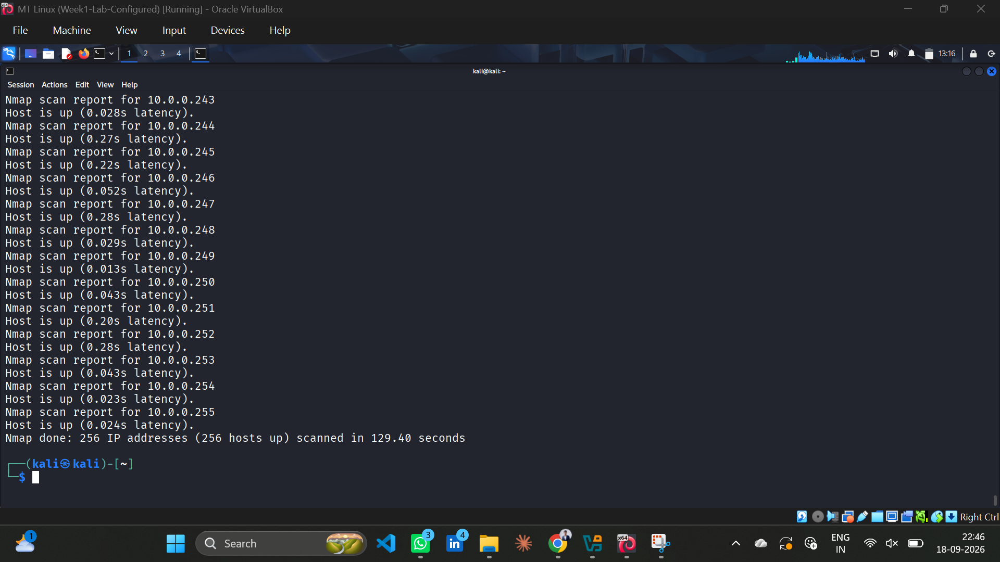 MT Linux (Week1-Lab-Configured) [Running] - Oracle VirtualBox
File Machine View Input Devices Help
1 2 3 4
13:16
kali@kali: ~
Session Actions Edit View Help
Nmap scan report for 10.0.0.243
Host is up (0.028s latency).
Nmap scan report for 10.0.0.244
Host is up (0.27s latency).
Nmap scan report for 10.0.0.245
Host is up (0.22s latency).
Nmap scan report for 10.0.0.246
Host is up (0.052s latency).
Nmap scan report for 10.0.0.247
Host is up (0.28s latency).
Nmap scan report for 10.0.0.248
Host is up (0.029s latency).
Nmap scan report for 10.0.0.249
Host is up (0.013s latency).
Nmap scan report for 10.0.0.250
Host is up (0.043s latency).
Nmap scan report for 10.0.0.251
Host is up (0.20s latency).
Nmap scan report for 10.0.0.252
Host is up (0.28s latency).
Nmap scan report for 10.0.0.253
Host is up (0.043s latency).
Nmap scan report for 10.0.0.254
Host is up (0.023s latency).
Nmap scan report for 10.0.0.255
Host is up (0.024s latency).
Nmap done: 256 IP addresses (256 hosts up) scanned in 129.40 seconds
┌──(kali㉿kali)-[~]
└─$
Right Ctrl
1
Search
3
4
x64
ENG
IN
22:46
18-09-2026